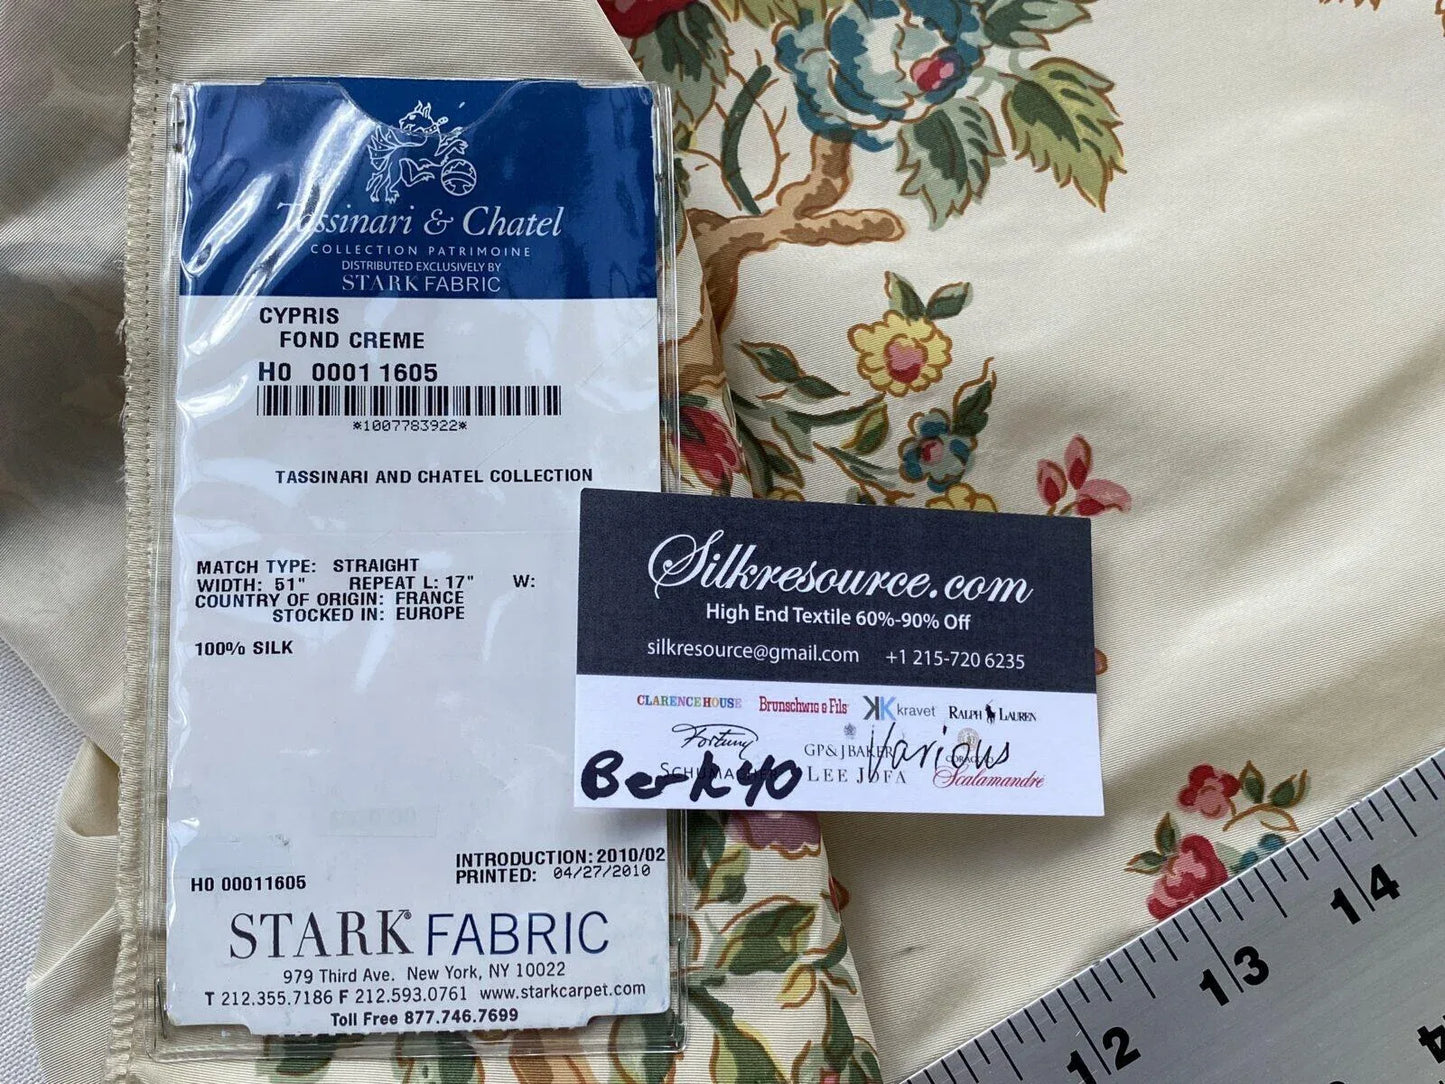 Tassinari & Chatel
COLLECTION PATRIMOINE
DISTRIBUTED EXCLUSIVELY BY
STARK FABRIC
CYPRIS
FOND CREME
H0 00011605
*1007783922*
TASSINARI AND CHATEL COLLECTION
MATCH TYPE: STRAIGHT
WIDTH: 51" REPEAT L: 17" W:
COUNTRY OF ORIGIN: FRANCE
STOCKED IN: EUROPE
100% SILK
INTRODUCTION: 2010/02
PRINTED: 04/27/2010
H0 00011605
STARK® FABRIC
979 Third Ave. New York, NY 10022
T 212.355.7186 F 212.593.0761 www.starkcarpet.com
Toll Free 877.746.7699
Silkresource.com
High End Textile 60%-90% Off
silkresource@gmail.com +1 215-720 6235
CLARENCE HOUSE Brunschwig & Fils kravet RALPH LAUREN
Fortuny GP & J BAKER Various
SCHUMACHER LEE JOFA Scalamandré
Berk40
12 13 14